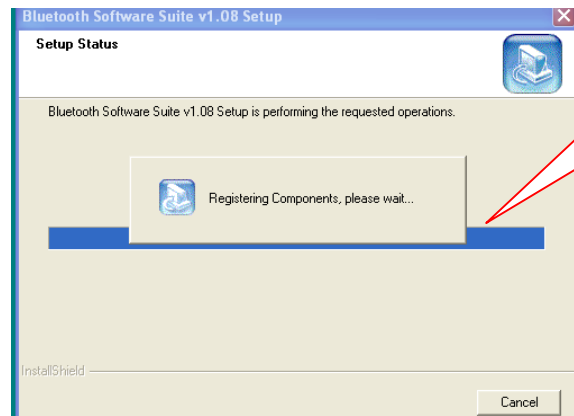 Bluetooth Software Suite v1.08 Setup
Setup Status
Bluetooth Software Suite v1.08 Setup is performing the requested operations.
Registering Components, please wait...
InstallShield
Cancel